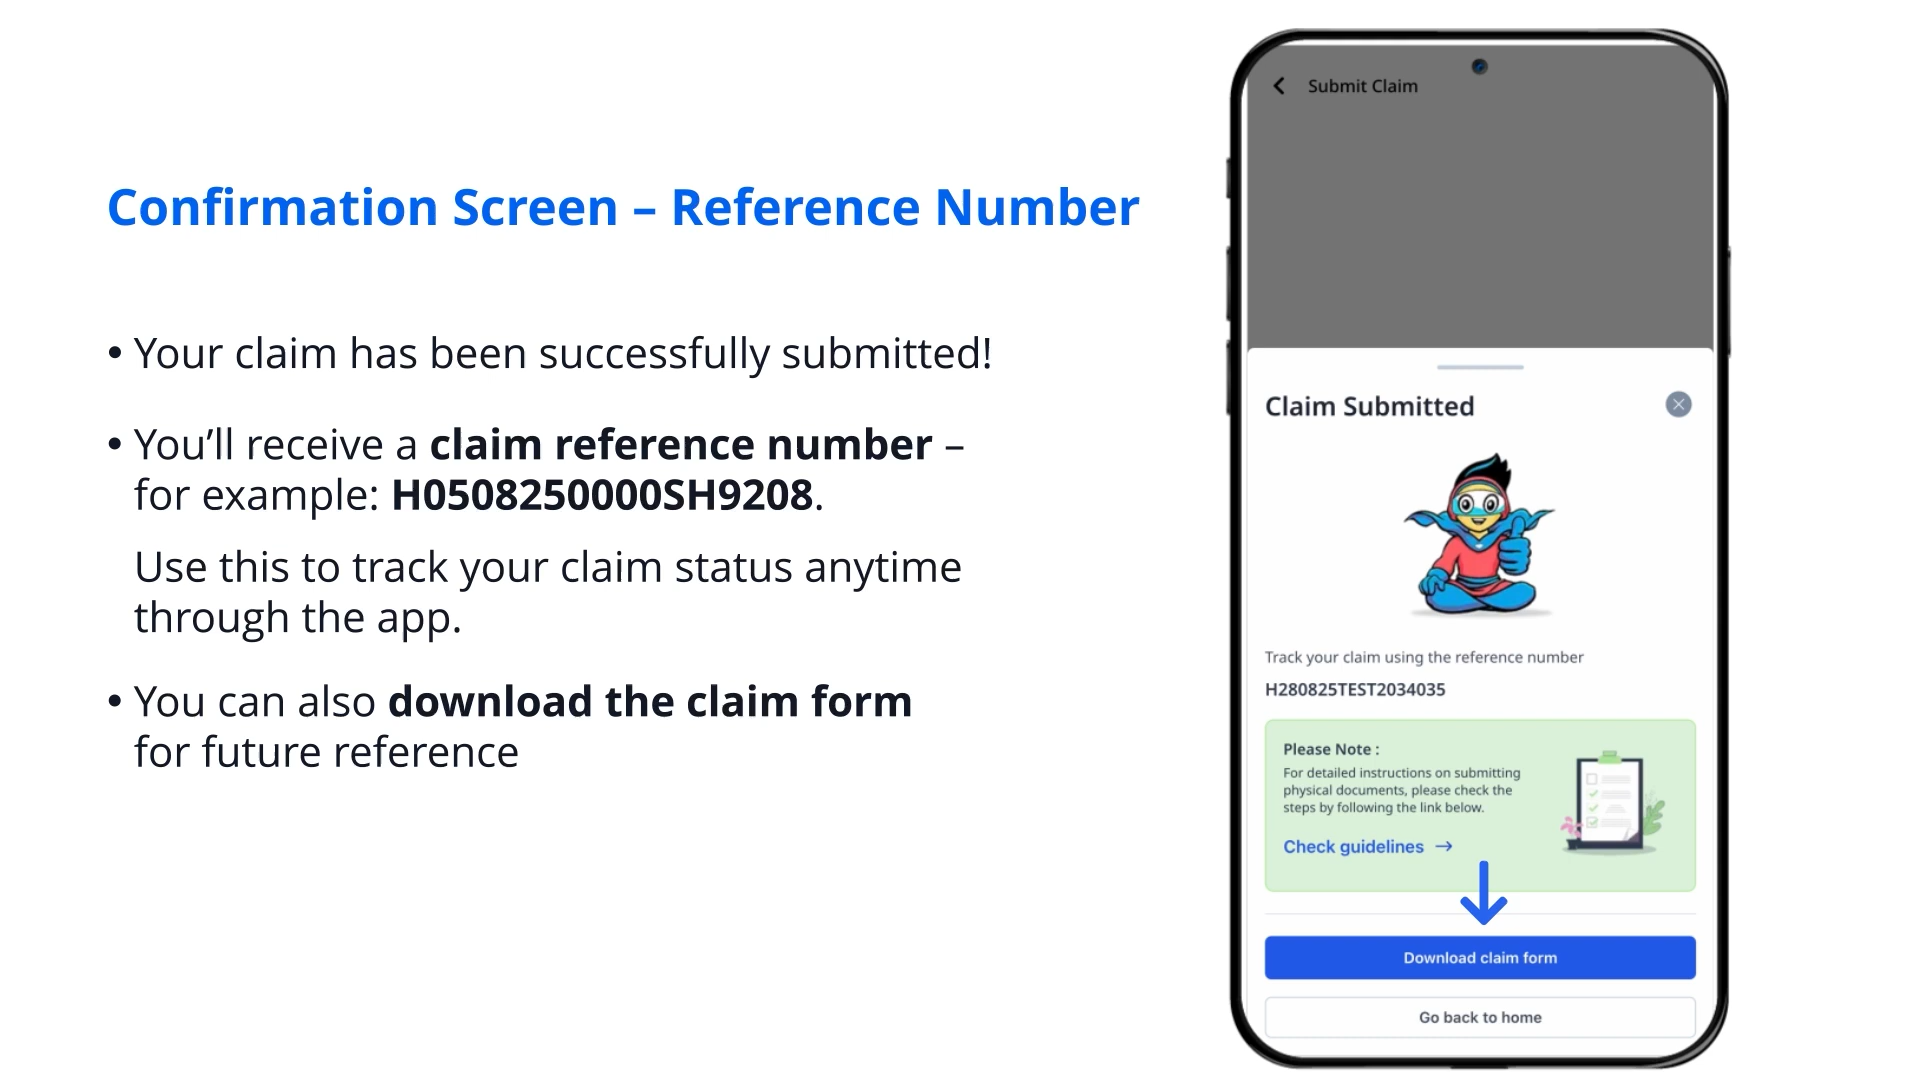 Confirmation Screen – Reference Number
• Your claim has been successfully submitted!
• You’ll receive a claim reference number –
for example: H0508250000SH9208.
Use this to track your claim status anytime
through the app.
• You can also download the claim form
for future reference
Submit Claim
Claim Submitted
Track your claim using the reference number
H280825TEST2034035
Please Note :
For detailed instructions on submitting
physical documents, please check the
steps by following the link below.
Check guidelines →
Download claim form
Go back to home